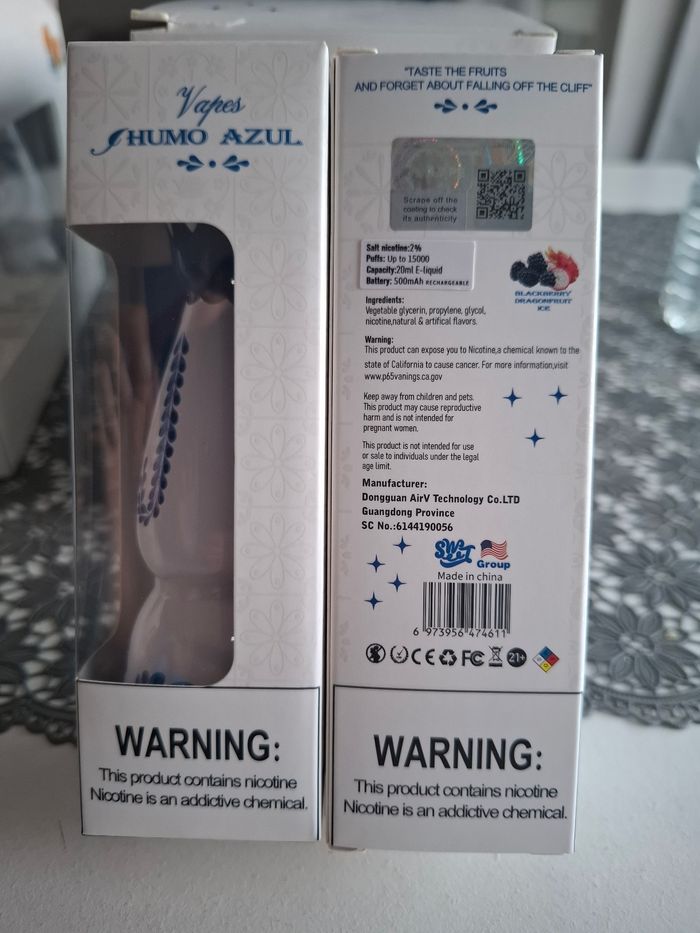 Vapes
HUMO AZUL
WARNING:
This product contains nicotine
Nicotine is an addictive chemical.
"TASTE THE FRUITS
AND FORGET ABOUT FALLING OFF THE CLIFF"
Scrape off the
coating to check
its authenticity
Salt nicotine:2%
Puffs: Up to 15000
Capacity:20ml E-liquid
Battery: 500mAh RECHARGEABLE
BLACKBERRY
DRAGONFRUIT
ICE
Ingredients:
Vegetable glycerin, propylene, glycol,
nicotine,natural & artifical flavors.
Warning:
This product can expose you to Nicotine,a chemical known to the
state of California to cause cancer. For more information,visit
www.p65vanings.ca.gov
Keep away from children and pets.
This product may cause reproductive
harm and is not intended for
pregnant women.
This product is not intended for use
or sale to individuals under the legal
age limit.
Manufacturer:
Dongguan AirV Technology Co.LTD
Guangdong Province
SC No.:6144190056
Group
Made in china
6 973956 474611
CE FC 21+
WARNING:
This product contains nicotine
Nicotine is an addictive chemical.